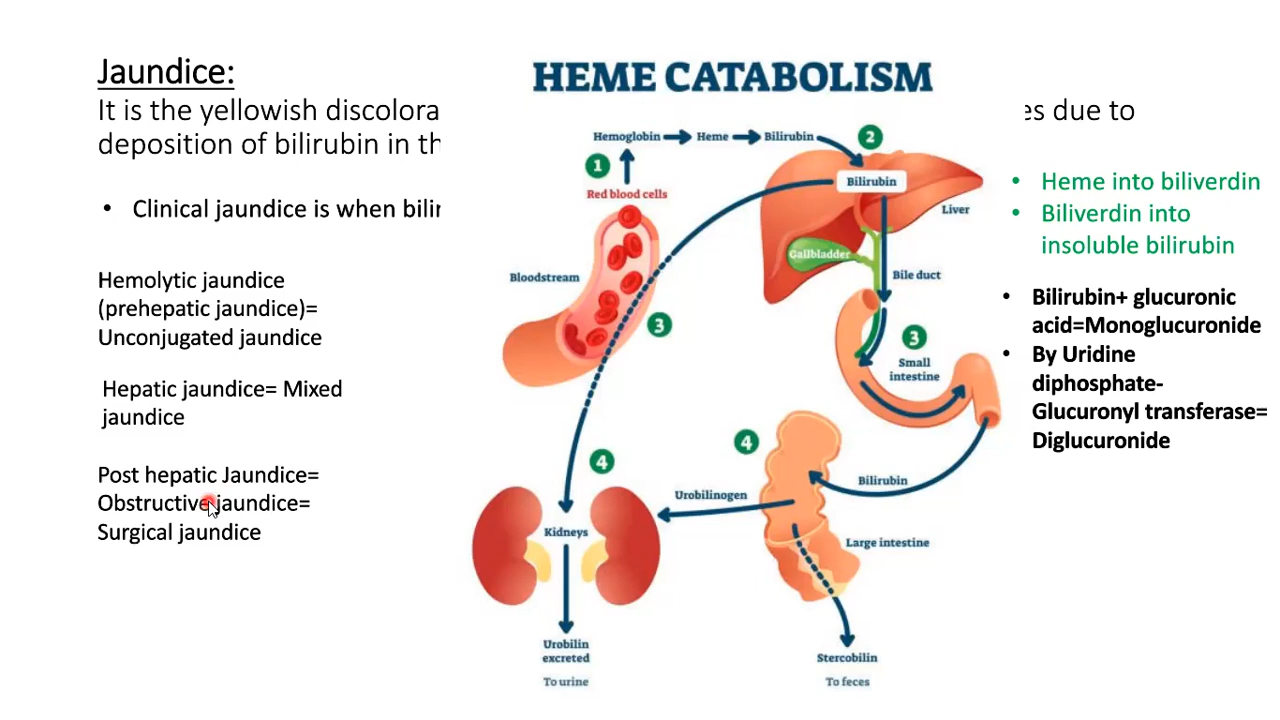 Jaundice:
It is the yellowish discolora
es due to
deposition of bilirubin in th
• Clinical jaundice is when bilir
Hemolytic jaundice
(prehepatic jaundice)=
Unconjugated jaundice
Hepatic jaundice= Mixed
jaundice
Post hepatic Jaundice=
Obstructive jaundice=
Surgical jaundice
HEME CATABOLISM
Hemoglobin
Heme
Bilirubin
2
1
Red blood cells
Bilirubin
Liver
Gallbladder
Bloodstream
Bile duct
3
3
Small
intestine
4
4
Bilirubin
Urobilinogen
Kidneys
Large intestine
Urobilin
excreted
To urine
Stercobilin
To feces
• Heme into biliverdin
• Biliverdin into
insoluble bilirubin
• Bilirubin+ glucuronic
acid=Monoglucuronide
• By Uridine
diphosphate-
Glucuronyl transferase=
Diglucuronide